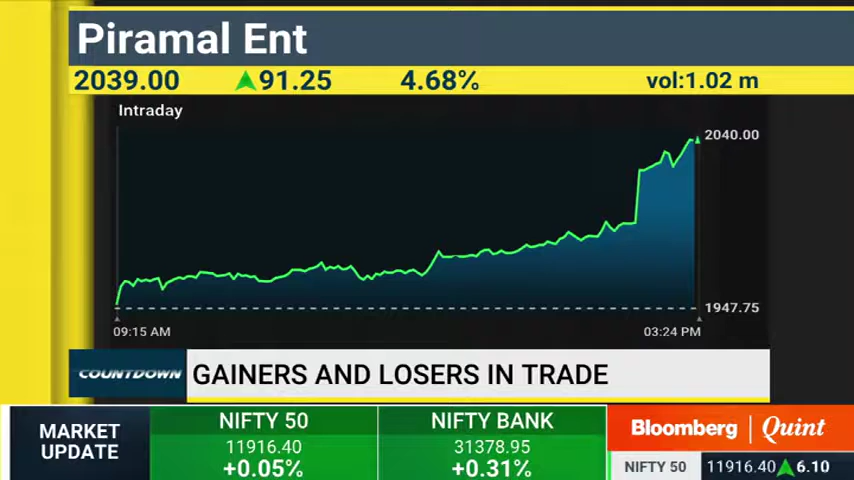 Piramal Ent
2039.00 ▲91.25 4.68% vol:1.02 m
Intraday
2040.00
1947.75
09:15 AM 03:24 PM
COUNTDOWN GAINERS AND LOSERS IN TRADE
MARKET UPDATE
NIFTY 50
11916.40
+0.05%
NIFTY BANK
31378.95
+0.31%
Bloomberg | Quint
NIFTY 50 11916.40▲6.10